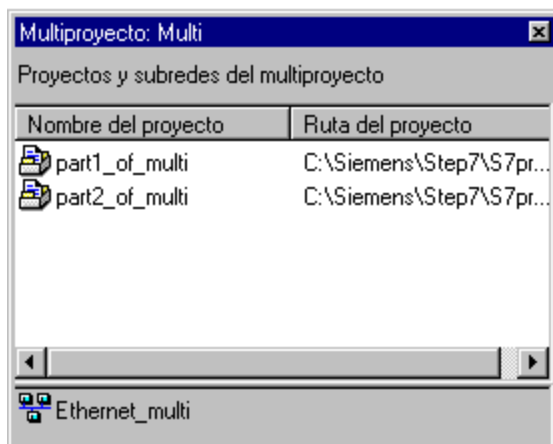 Multiproyecto: Multi
Proyectos y subredes del multiproyecto
Nombre del proyecto Ruta del proyecto
part1_of_multi C:\Siemens\Step7\S7pr...
part2_of_multi C:\Siemens\Step7\S7pr...
Ethernet_multi